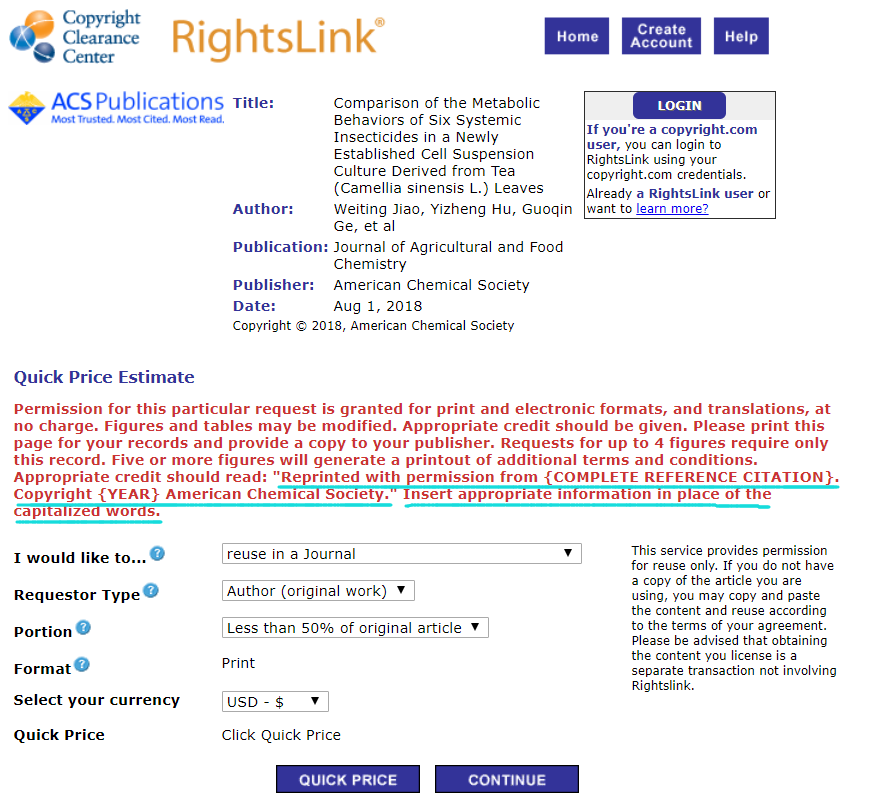 Copyright
Clearance
Center
RightsLink®
Home
Create
Account
Help
ACS Publications
Most Trusted. Most Cited. Most Read.
Title:
Comparison of the Metabolic
Behaviors of Six Systemic
Insecticides in a Newly
Established Cell Suspension
Culture Derived from Tea
(Camellia sinensis L.) Leaves
Author:
Weiting Jiao, Yizheng Hu, Guoqin
Ge, et al
Publication:
Journal of Agricultural and Food
Chemistry
Publisher:
American Chemical Society
Date:
Aug 1, 2018
Copyright © 2018, American Chemical Society
LOGIN
If you're a copyright.com
user, you can login to
RightsLink using your
copyright.com credentials.
Already a RightsLink user or
want to learn more?
Quick Price Estimate
Permission for this particular request is granted for print and electronic formats, and translations, at
no charge. Figures and tables may be modified. Appropriate credit should be given. Please print this
page for your records and provide a copy to your publisher. Requests for up to 4 figures require only
this record. Five or more figures will generate a printout of additional terms and conditions.
Appropriate credit should read: "Reprinted with permission from {COMPLETE REFERENCE CITATION}.
Copyright {YEAR} American Chemical Society." Insert appropriate information in place of the
capitalized words.
I would like to... ?
reuse in a Journal
Requestor Type ?
Author (original work)
Portion ?
Less than 50% of original article
Format ?
Print
Select your currency
USD - $
Quick Price
Click Quick Price
This service provides permission
for reuse only. If you do not have
a copy of the article you are
using, you may copy and paste
the content and reuse according
to the terms of your agreement.
Please be advised that obtaining
the content you license is a
separate transaction not involving
Rightslink.
QUICK PRICE
CONTINUE